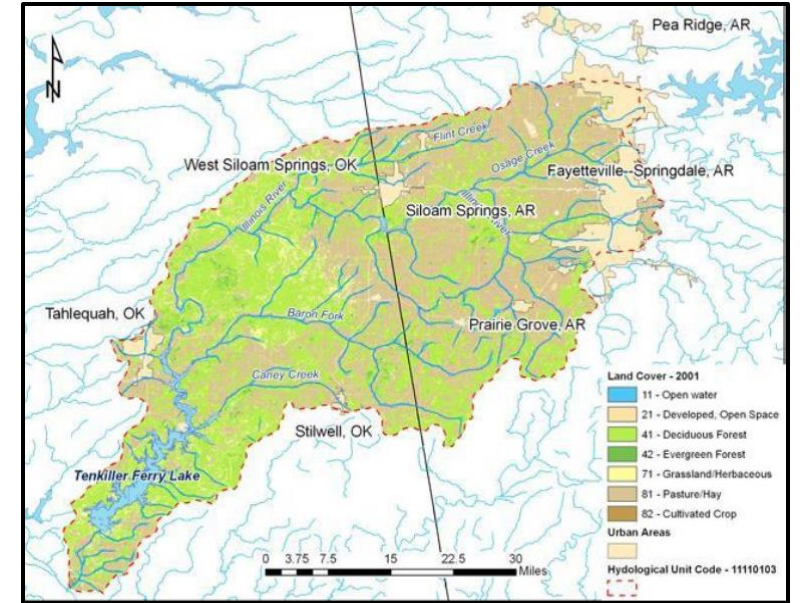 Pea Ridge, AR
N
Flint Creek
West Siloam Springs, OK
Osage Creek
Fayetteville--Springdale, AR
Illinois River
Siloam Springs, AR
Illinois River
Tahlequah, OK
Baron Fork
Prairie Grove, AR
Caney Creek
Stilwell, OK
Tenkiller Ferry Lake
Land Cover - 2001
11 - Open water
21 - Developed, Open Space
41 - Deciduous Forest
42 - Evergreen Forest
71 - Grassland/Herbaceous
81 - Pasture/Hay
82 - Cultivated Crop
Urban Areas
Hydological Unit Code - 11110103
0 3.75 7.5 15 22.5 30
Miles